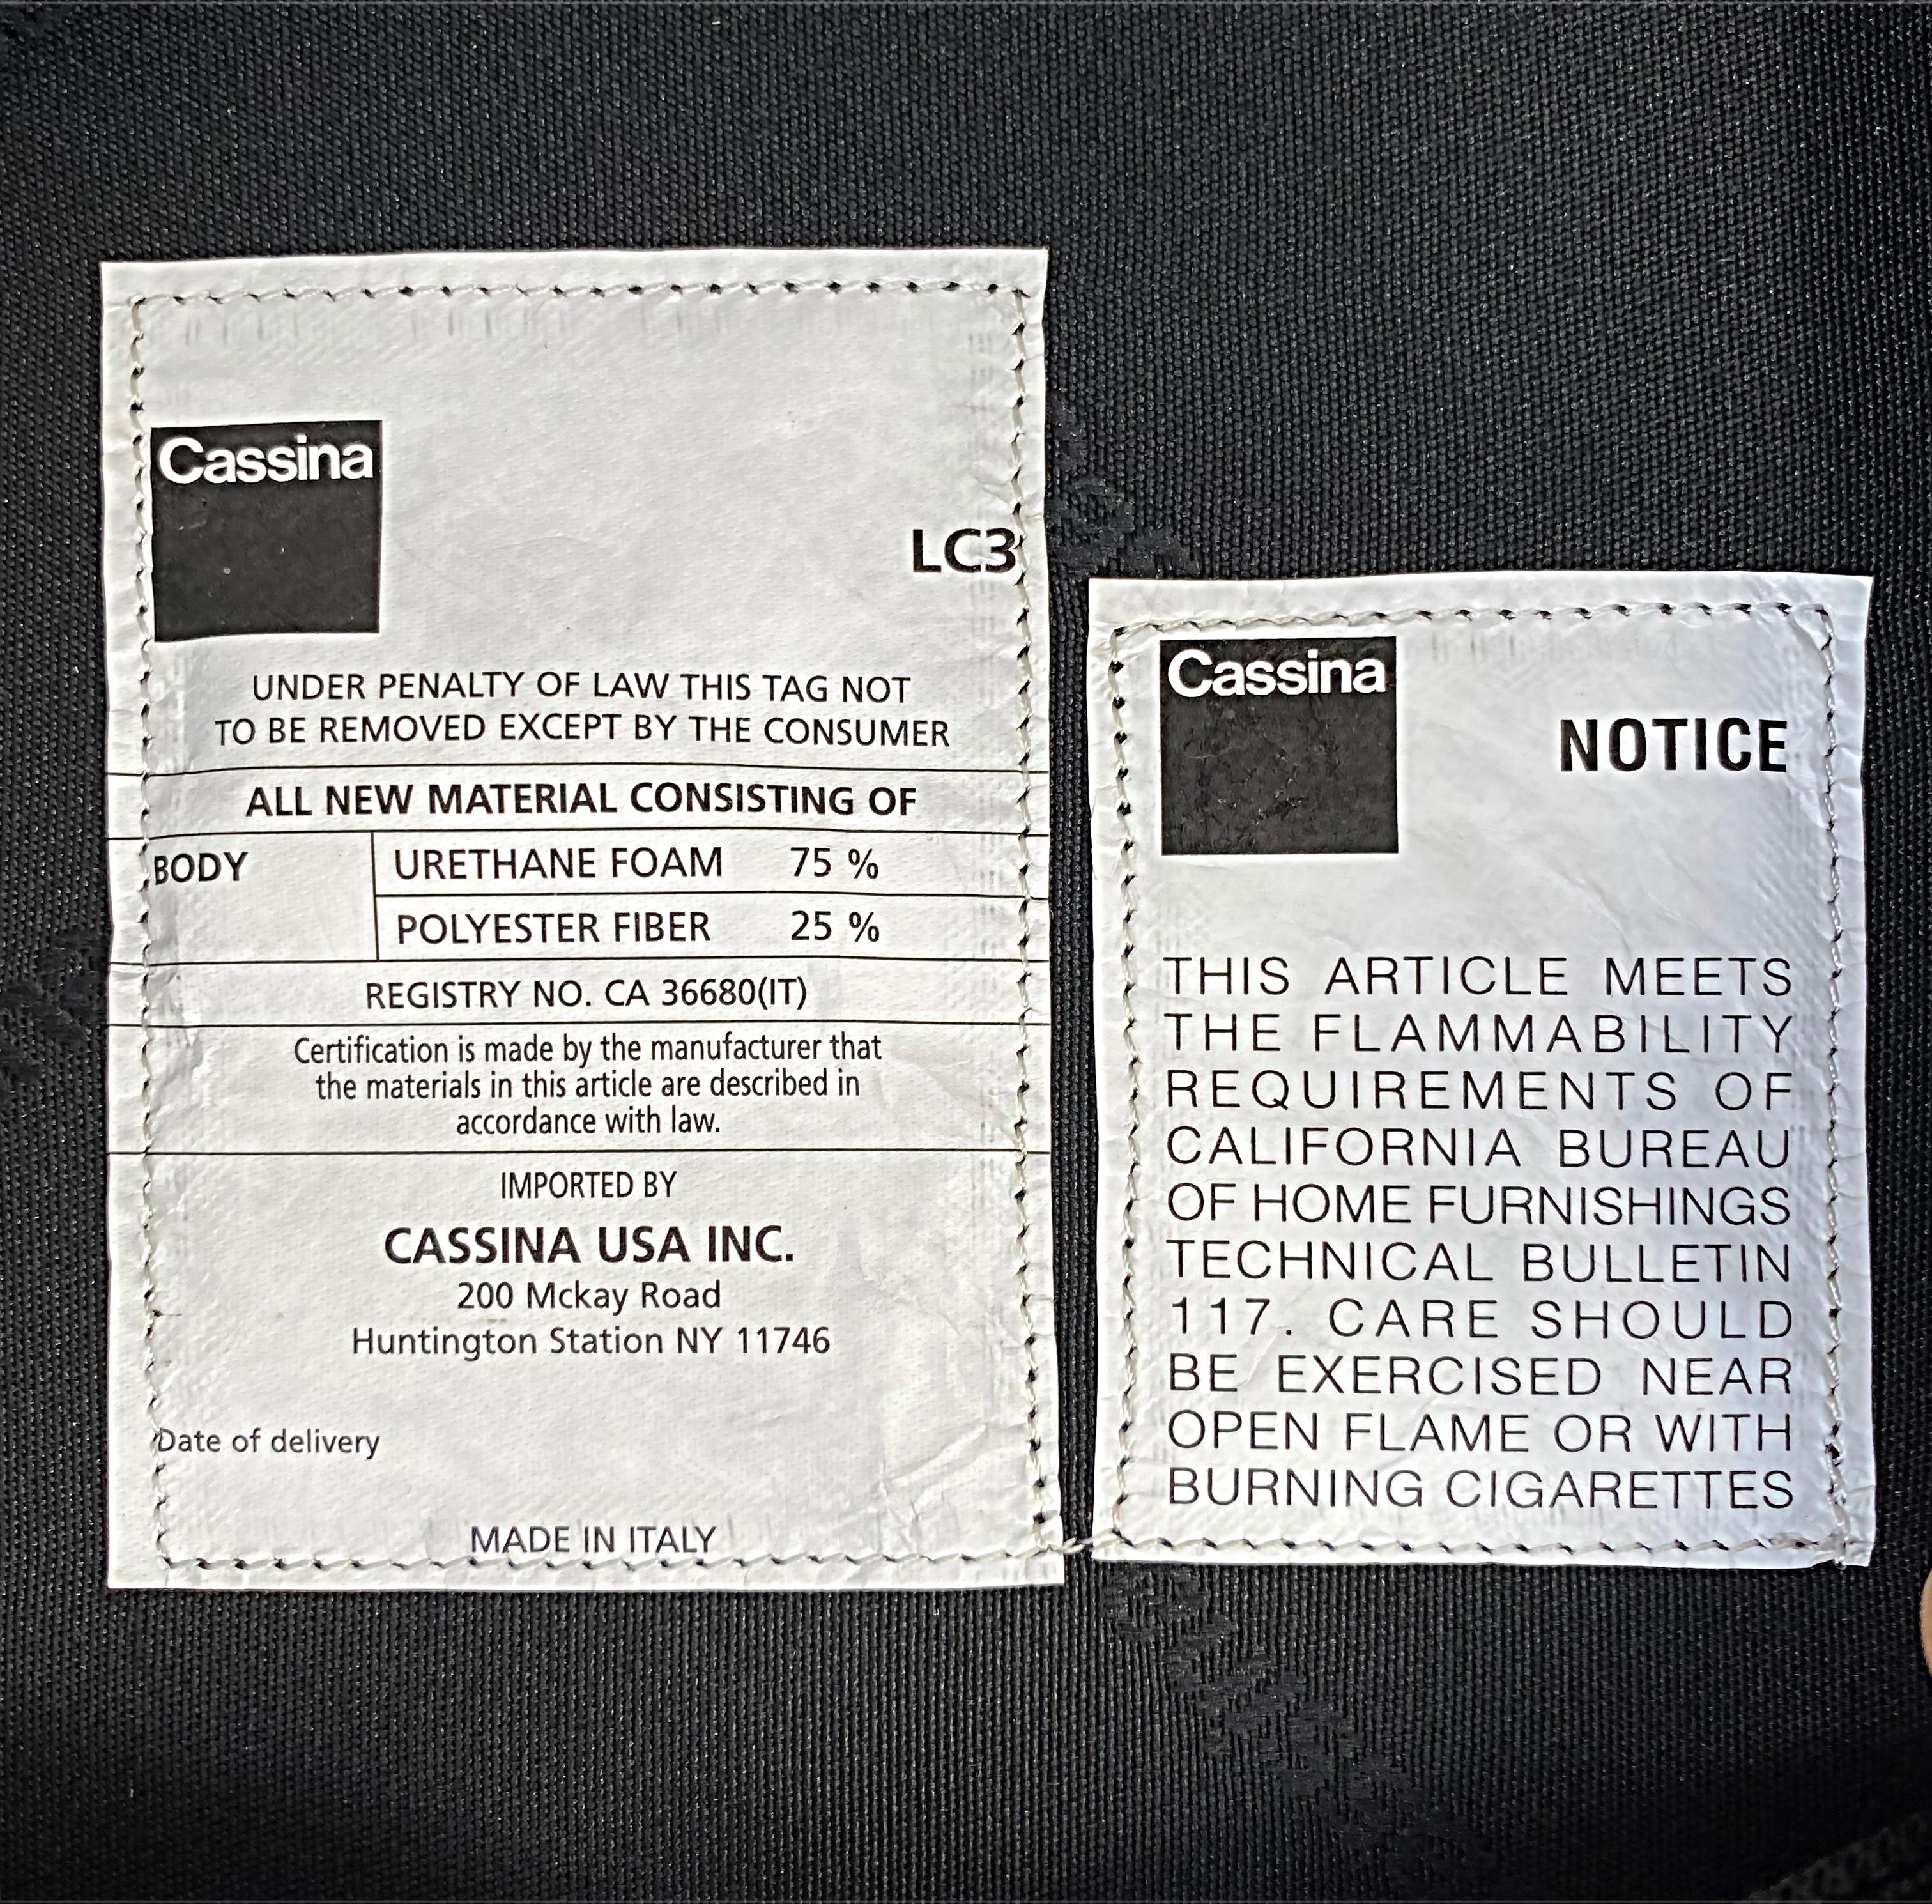 Cassina
LC3
UNDER PENALTY OF LAW THIS TAG NOT
TO BE REMOVED EXCEPT BY THE CONSUMER
ALL NEW MATERIAL CONSISTING OF
BODY URETHANE FOAM 75 %
POLYESTER FIBER 25 %
REGISTRY NO. CA 36680(IT)
Certification is made by the manufacturer that
the materials in this article are described in
accordance with law.
IMPORTED BY
CASSINA USA INC.
200 Mckay Road
Huntington Station NY 11746
Date of delivery
MADE IN ITALY
Cassina
NOTICE
THIS ARTICLE MEETS
THE FLAMMABILITY
REQUIREMENTS OF
CALIFORNIA BUREAU
OF HOME FURNISHINGS
TECHNICAL BULLETIN
117. CARE SHOULD
BE EXERCISED NEAR
OPEN FLAME OR WITH
BURNING CIGARETTES